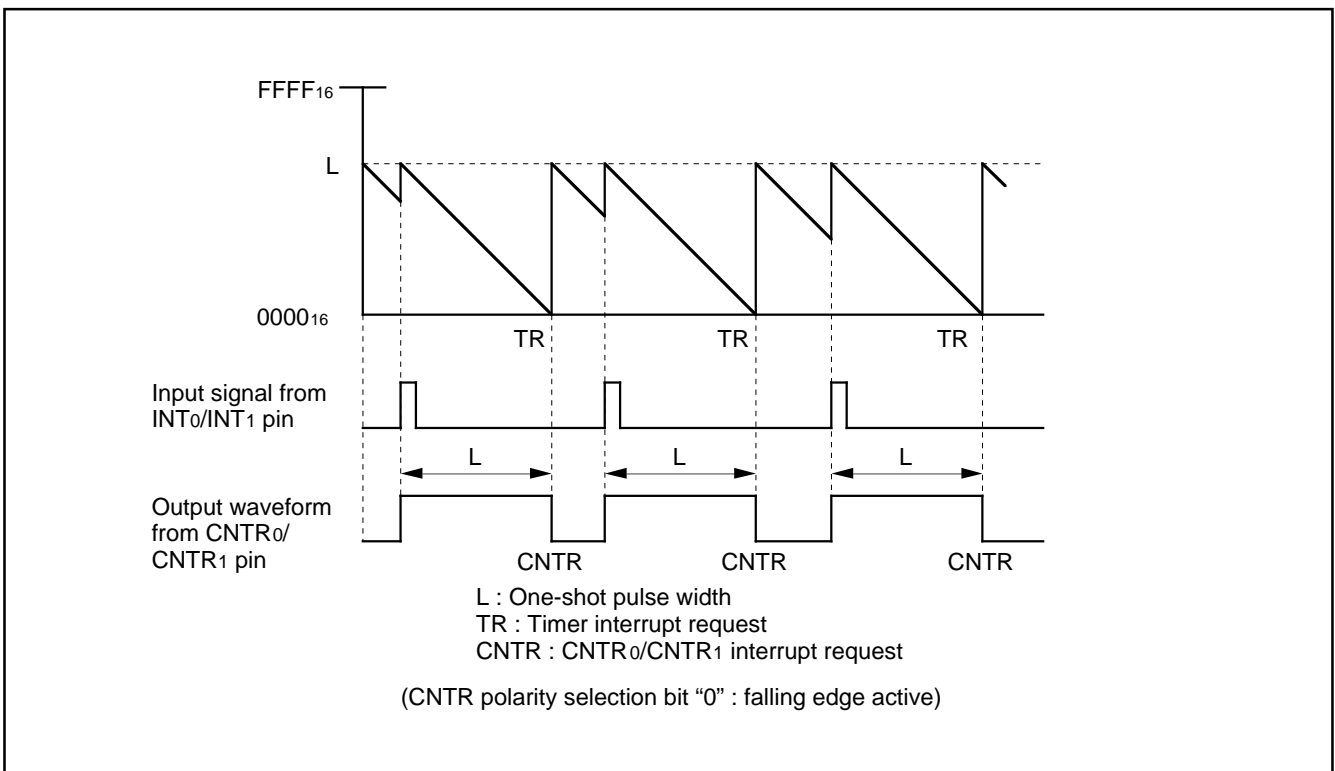 FFFF16
L
000016
TR TR TR
Input signal from
INT0/INT1 pin
L L L
Output waveform
from CNTR0/
CNTR1 pin
CNTR CNTR CNTR
L : One-shot pulse width
TR : Timer interrupt request
CNTR : CNTR0/CNTR1 interrupt request
(CNTR polarity selection bit “0” : falling edge active)